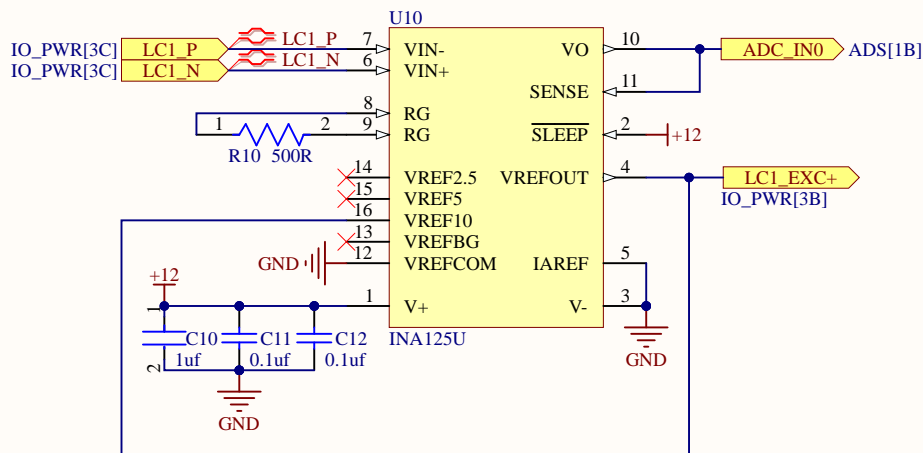 U10
IO_PWR[3C] LC1_P LC1_P 7 VIN- VO 10 ADC_IN0 ADS[1B]
IO_PWR[3C] LC1_N LC1_N 6 VIN+
SENSE 11
8 RG
1 2 9 RG SLEEP 2 +12
R10 500R
14 VREF2.5 VREFOUT 4 LC1_EXC+
15 VREF5 IO_PWR[3B]
16 VREF10
13 VREFBG
GND 12 VREFCOM IAREF 5
+12
1 1 V+ V- 3
C10 C11 C12 INA125U
2 1uf 0.1uf 0.1uf GND
GND